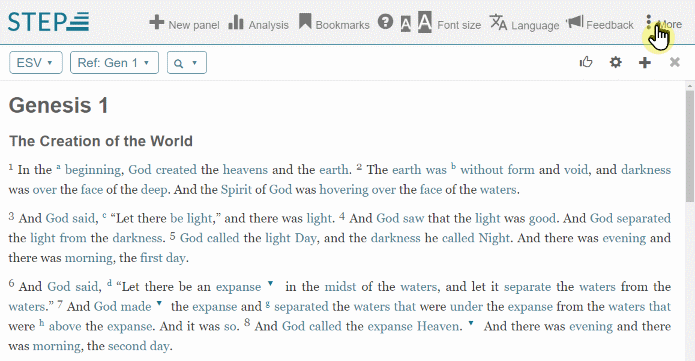 STEP New panel Analysis Bookmarks ? A A Font size Language Feedback More
ESV Ref: Gen 1
Genesis 1
The Creation of the World
1 In the a beginning, God created the heavens and the earth. 2 The earth was b without form and void, and darkness
was over the face of the deep. And the Spirit of God was hovering over the face of the waters.
3 And God said, c “Let there be light,” and there was light. 4 And God saw that the light was good. And God separated
the light from the darkness. 5 God called the light Day, and the darkness he called Night. And there was evening and
there was morning, the first day.
6 And God said, d “Let there be an expanse in the midst of the waters, and let it separate the waters from the
waters.” 7 And God made the expanse and g separated the waters that were under the expanse from the waters that
were h above the expanse. And it was so. 8 And God called the expanse Heaven. And there was evening and there
was morning, the second day.